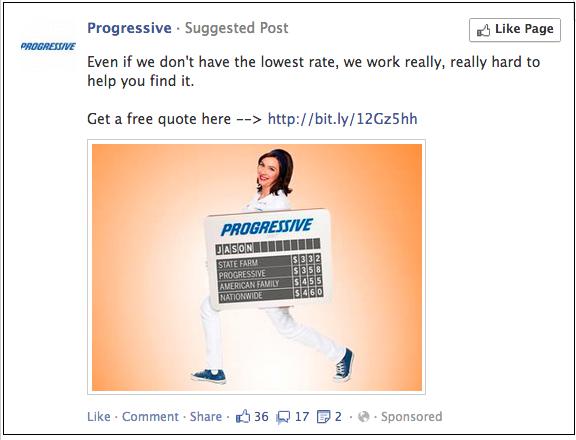 PROGRESSIVE
Progressive · Suggested Post
Like Page
Even if we don't have the lowest rate, we work really, really hard to
help you find it.
Get a free quote here --> http://bit.ly/12Gz5hh
PROGRESSIVE
JASON
STATE FARM $332
PROGRESSIVE $358
AMERICAN FAMILY $455
NATIONWIDE $460
Like · Comment · Share · 36 17 2 · Sponsored